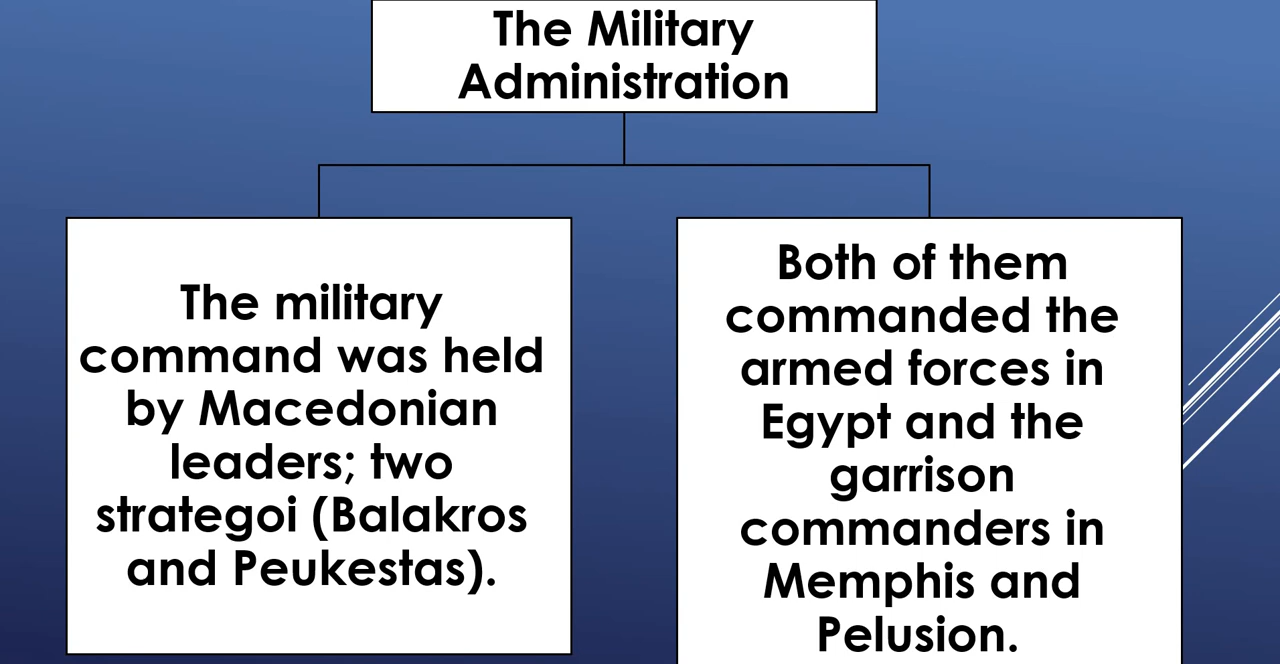 The Military
Administration
The military
command was held
by Macedonian
leaders; two
strategoi (Balakros
and Peukestas).
Both of them
commanded the
armed forces in
Egypt and the
garrison
commanders in
Memphis and
Pelusion.